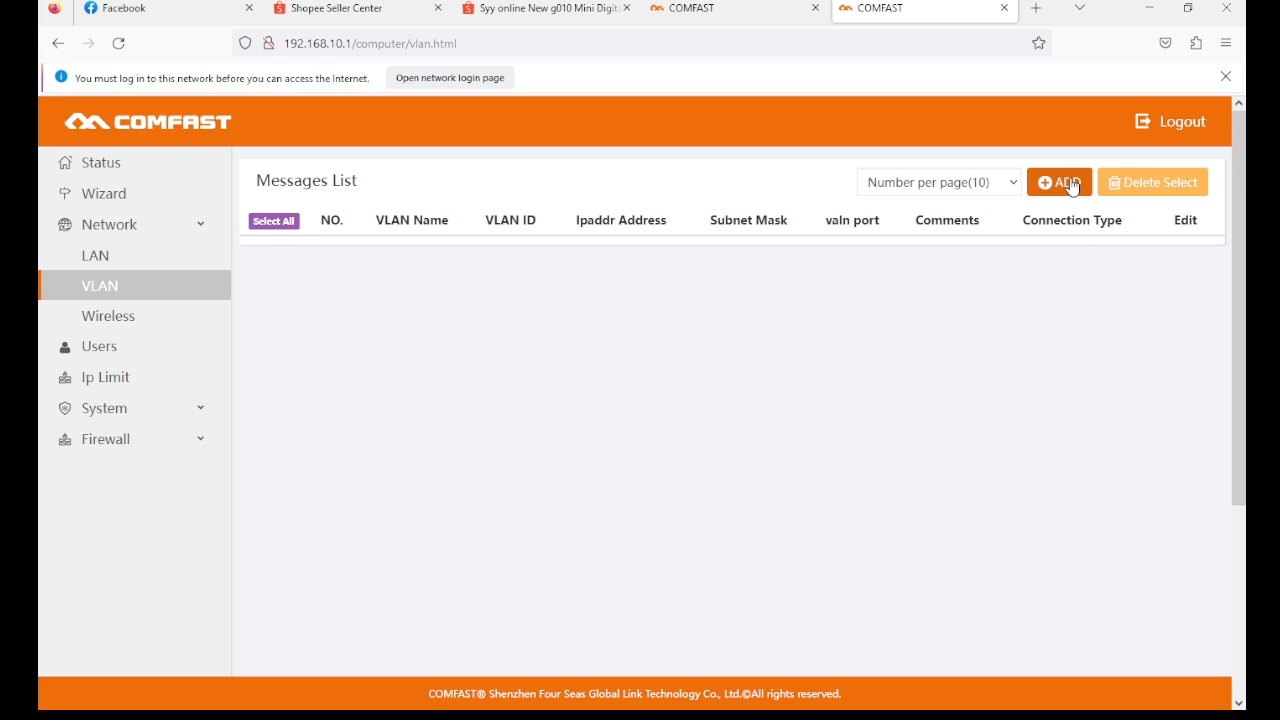 Facebook
Shopee Seller Center
Syy online New g010 Mini Digit
COMFAST
COMFAST
192.168.10.1/computer/vlan.html
You must log in to this network before you can access the Internet.
Open network login page
COMFAST
Logout
Status
Wizard
Network
LAN
VLAN
Wireless
Users
Ip Limit
System
Firewall
Messages List
Number per page(10)
ADD
Delete Select
Select All NO. VLAN Name VLAN ID Ipaddr Address Subnet Mask valn port Comments Connection Type Edit
COMFAST® Shenzhen Four Seas Global Link Technology Co., Ltd.©All rights reserved.